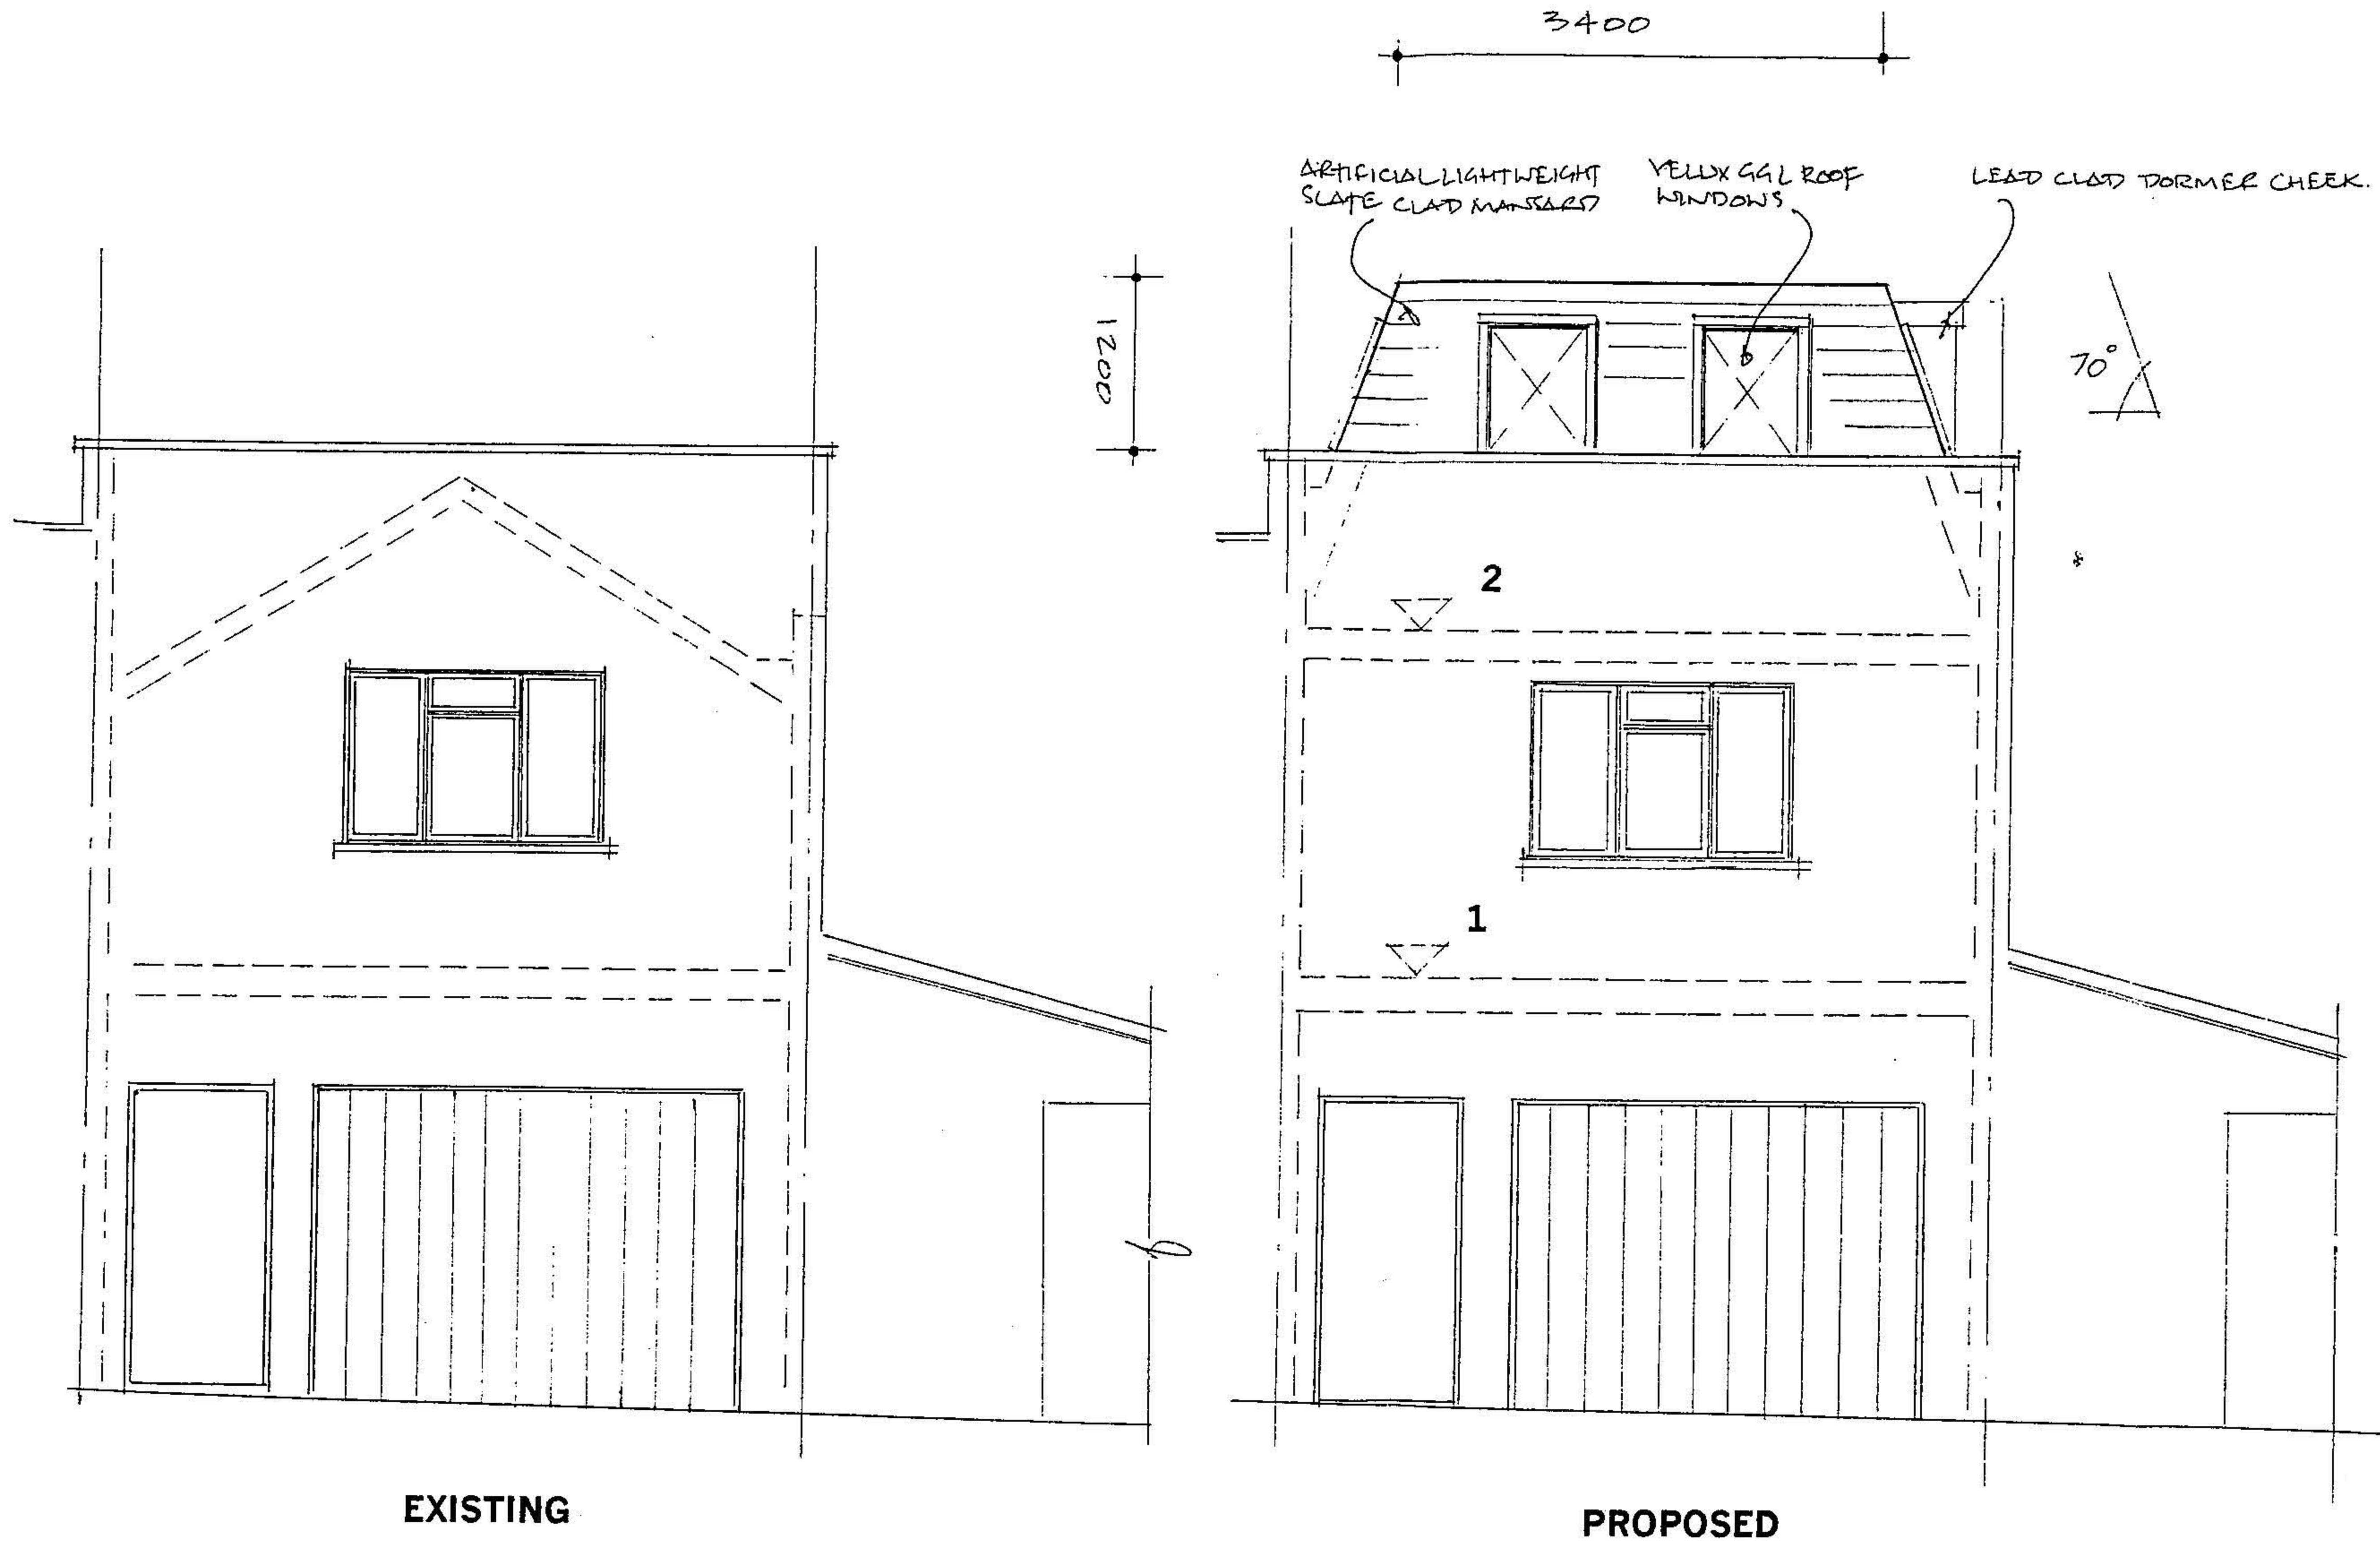 3400
ARTIFICIAL LIGHTWEIGHT
SLATE CLAD MANSARD
VELUX GGL ROOF
WINDOWS
LEAD CLAD DORMER CHEEK.
1200
70°
2
1
EXISTING
PROPOSED